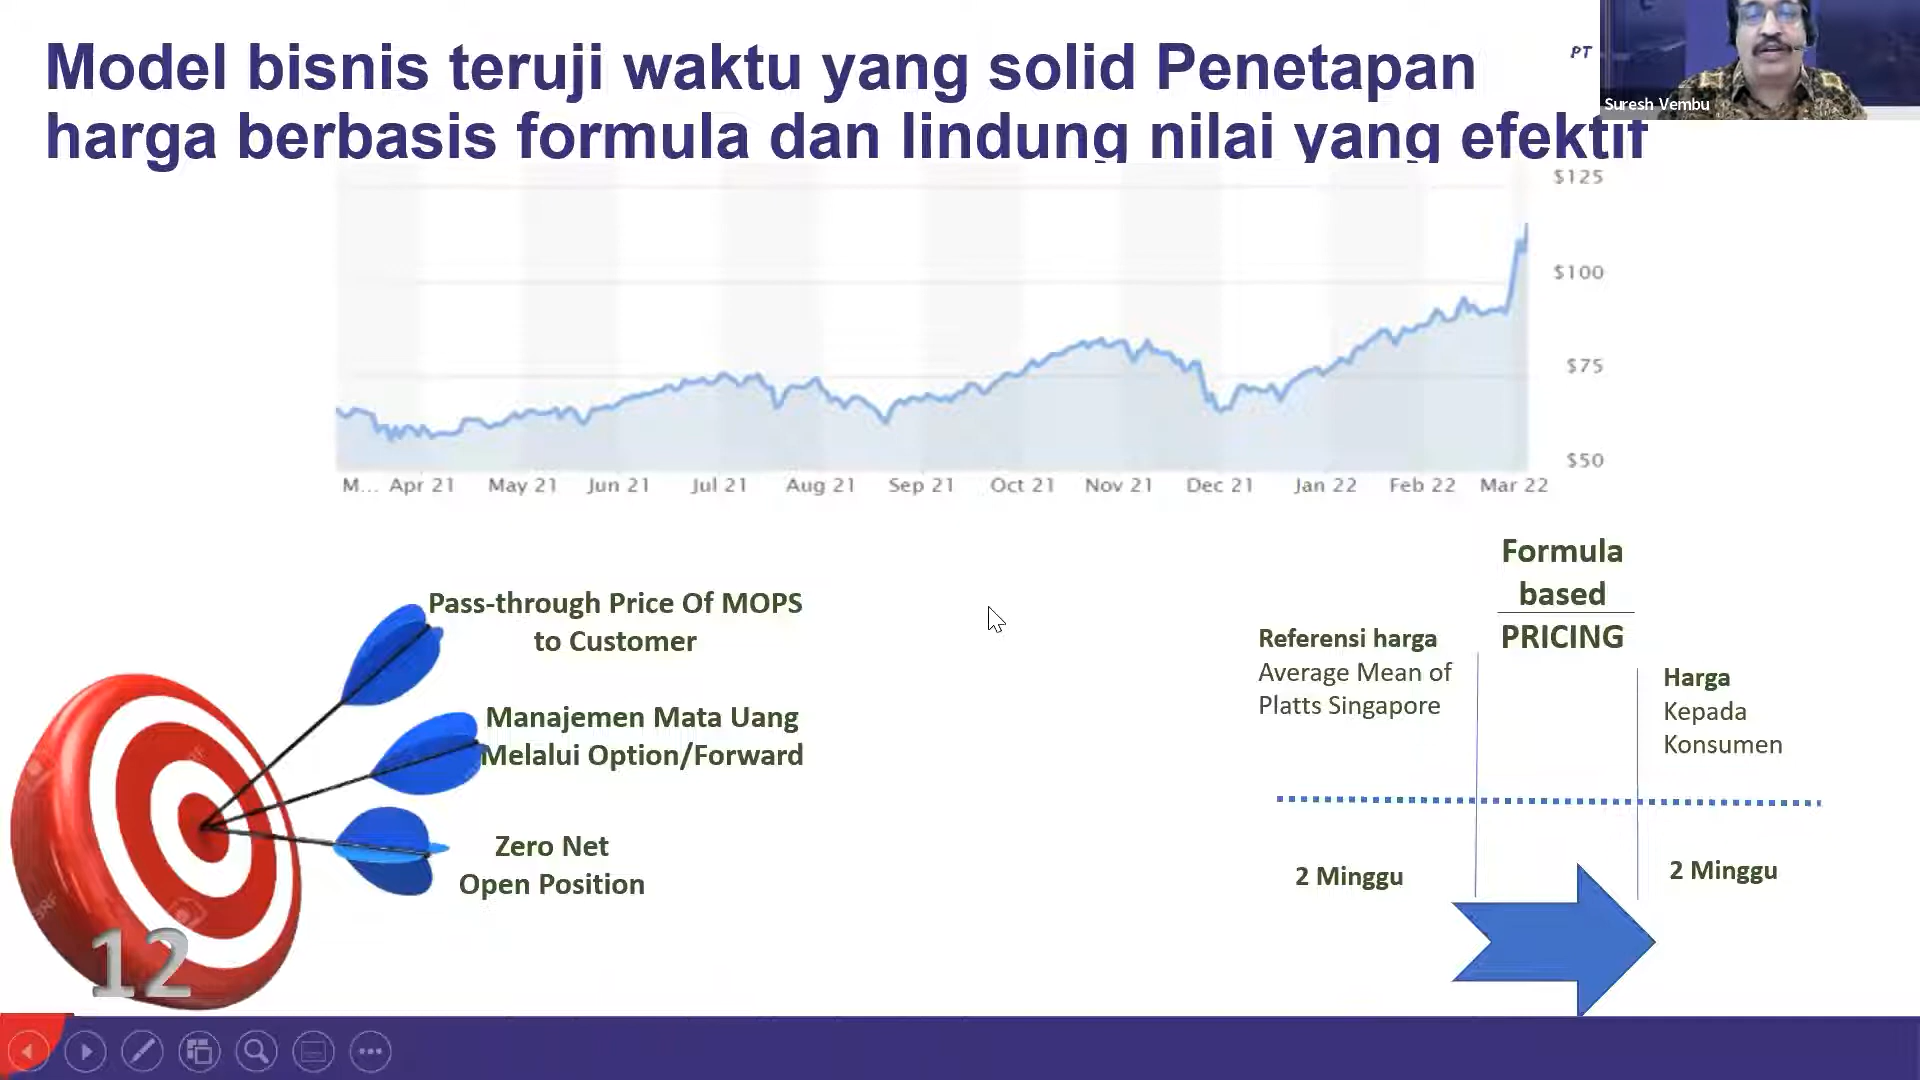 Model bisnis teruji waktu yang solid Penetapan
harga berbasis formula dan lindung nilai yang efektif
PT
Suresh Vembu
$125
$100
$75
$50
M... Apr 21 May 21 Jun 21 Jul 21 Aug 21 Sep 21 Oct 21 Nov 21 Dec 21 Jan 22 Feb 22 Mar 22
Pass-through Price Of MOPS
to Customer
Manajemen Mata Uang
Melalui Option/Forward
Zero Net
Open Position
12
Formula
based
PRICING
Referensi harga
Average Mean of
Platts Singapore
Harga
Kepada
Konsumen
2 Minggu
2 Minggu